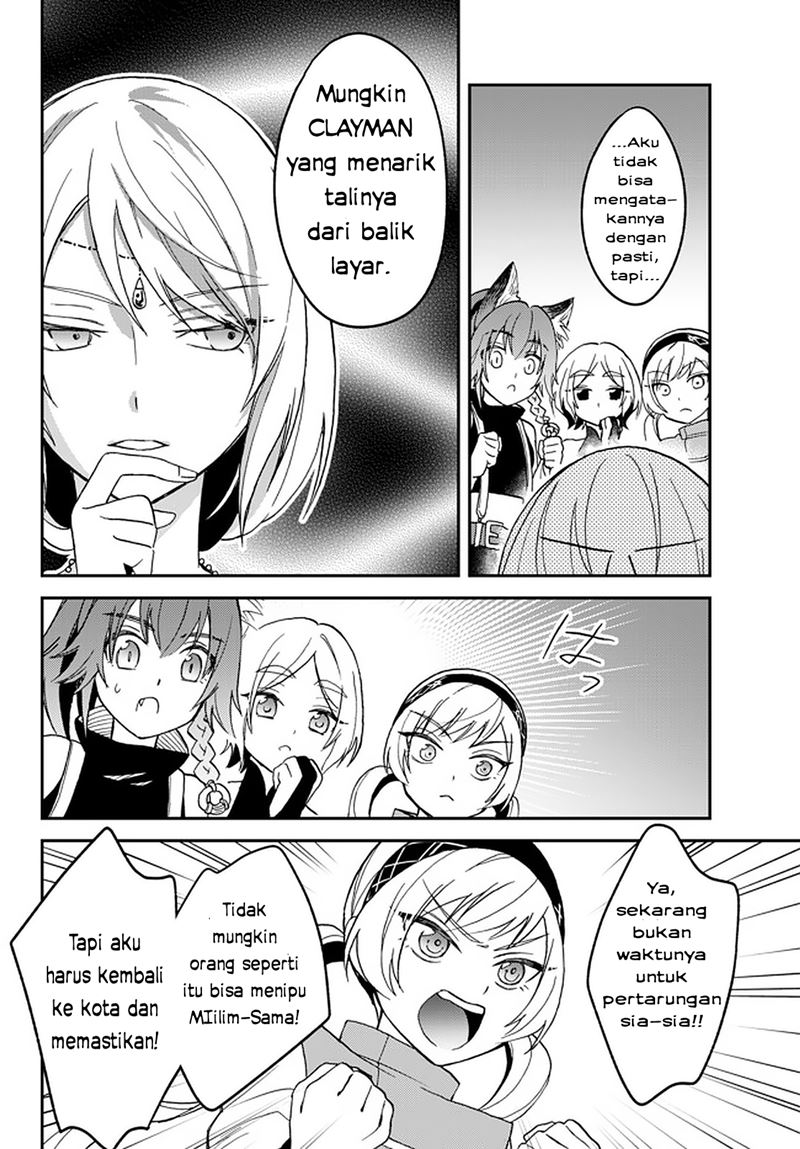 ...Aku
tidak
bisa
mengata-
kannya
dengan
pasti,
tapi...
Mungkin
CLAYMAN
yang menarik
talinya
dari balik
layar.
はっ
Ya,
sekarang
bukan
waktunya
untuk
pertarungan
sia-sia!!
Tidak
mungkin
orang seperti
itu bisa menipu
MIilim-Sama!
Tapi aku
harus kembali
ke kota dan
memastikan!